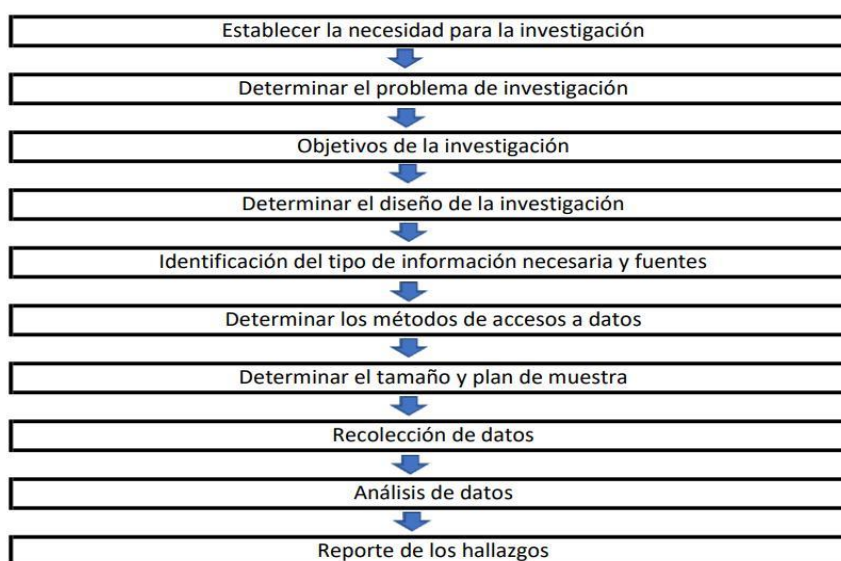 Establecer la necesidad para la investigación
Determinar el problema de investigación
Objetivos de la investigación
Determinar el diseño de la investigación
Identificación del tipo de información necesaria y fuentes
Determinar los métodos de accesos a datos
Determinar el tamaño y plan de muestra
Recolección de datos
Análisis de datos
Reporte de los hallazgos